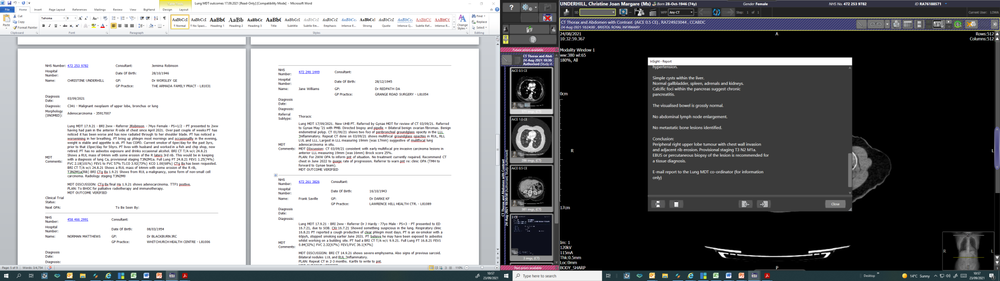 Lung MDT outcomes 17.09.2021 [Read-Only] [Compatibility Mode] - Microsoft Word
File Home Insert Page Layout References Mailings Review View BigHand Design Layout
Cut
Copy
Format Painter
Paste
Clipboard
Tahoma
Font
Paragraph
¶ Normal ¶ No Spaci... Heading 1 Heading 2 Heading 3 Title Subtitle Subtle Em... Emphasis Intense E... Strong Quote Intense Q... Subtle Ref... Intense R...
Styles
Change Styles
Find
Replace
Select
Editing
NHS Number: 472 253 9782 Consultant: Jemima Robinson
Hospital Number: Date Of Birth: 28/10/1946
Name: CHRISTINE UNDERHILL GP: Dr WORSLEY GE
GP Practice: THE ARMADA FAMILY PRACT - L81031
Diagnosis Date: 03/09/2021
Diagnosis: C341 - Malignant neoplasm of upper lobe, bronchus or lung
Morphology (SNOMED): Adenocarcinoma - 35917007
MDT Comments:
Lung MDT 17.9.21 - BRI 2ww - Referrer JRobinson - 74yo Female - PS=1/2 - PT presented to 2ww
having had pain in the anterior R-side of chest since April 2021. Over past couple of weeks PT has
noticed it has been worse and has now radiated through to her shoulder blade. PT has noticed a
worsenining in her breathing. PT bring up phlegm most mornings and occasionally in the evening,
weight is stable and appetite is ok. PT has COPD. Current smoker of 6per/day for the past 3yrs,
prior to that 15per/day for 50yrs. PT lives with husband and worked in a fish and chip shop, now
retired. PT has no asbestos exposure and drinks occasional alcohol. BRI CT T/A w/c 24.8.21
Shows a RUL mass of 64mm with some erosion of the R laters 3rd rib. This would be in keeping
with a diagnosis of lung Ca, provisional staging T3N2M1a. Full Lung FT 24.8.21 FEV1 1.25(74%)
FVC 2.18(101%) FEV1 to FVC 57% TLCO 3.92(73%) KCO 1.00(68%) CTg Bx has been requested.
BRI CT T/A w/c 24.8.21 Shows a RUL mass of 64mm with some erosion of the R rib,
T3N2M1a(Rib) BRI CTg Bx 1.9.21 Shows from RUL a malignancy, some form of non-small cell
carcinoma. Radiology staging T3N2M0
MDT DISCUSSION: CTg Bx final Hx 1.9.21 shows adenocarcinoma. TTF1 postive.
PLAN: To BHOC for palliative radiotherapy and immunotherapy.
MDT OUTCOME VERIFIED
Clinical Trial Status:
Next OPA: To Be Seen By:
NHS Number: 458 466 2991 Consultant:
Hospital Number: Date Of Birth: 08/03/1954
Name: NORMAN MATTHEWS GP: Dr BLACKBURN JRC
GP Practice: WHITCHURCH HEALTH CENTRE - L81006
Diagnosis Date:
Diagnosis:
NHS Number: 472 246 1449 Consultant:
Hospital Number: Date Of Birth: 28/12/1945
Name: Jane Williams GP: Dr REDPATH DA
GP Practice: GRANGE ROAD SURGERY - L81054
Diagnosis Date:
Diagnosis:
Referral Subtype: Thoracic
MDT Comments:
Lung MDT 17/09/2021. New UHB PT. Referred by Gynae MDT for review of CT 03/09/21. Referred
to Gynae May '21 with PMB. Directed biopsy and pipelle = Bilateral benign ovarian fibromas. Benign
endometrial polyp. CT 01/06/21 shows two foci of peribronchial groundglass opacity in the LLL
?inflammatory. Repeat CT done on 03/09/21 shows multifocal groundglass opacites in RUL, RLL
LUL and LLL. Largest in LLL measuring 19mm (was 17mm) suggestive of mulitfocal lung
adenocarcinoma in situ.
MDT DIscussion: CT 03/09/21 consistent with early multifocal pre invasive carcinoma lesions in
anterior LLL measuring 19mm (was 16mm) Brock score 25%.
PLAN: For 2WW OPA to inform pnt of situation. No treatment currently required. Recommend CT
chest in June 2022 to guage rate of progression. Referrer to warn pnt re: clinic OPA (TMH to
forward to Gynae team).
MDT OUTCOME VERIFIED
NHS Number: 472 261 3826 Consultant:
Hospital Number: Date Of Birth: 16/10/1943
Name: Frank Saville GP: Dr DARKE KF
GP Practice: LAWRENCE HILL HEALTH CTR. - L81089
Diagnosis Date:
Diagnosis:
MDT Comments:
Lung MDT 17.9.21 - BRI 2ww - Referrer Dr J Hardy - 77yo Male - PS=3 - PT presented to ED
16.7.21, due to SOB. CXr 16.7.21 Showed something suspicious in the lung. Respiratory clinic
16.8.21 PT reported a cough productive of clear phlegm most days. PT is an ex-smoker with a
60pyh, stopped smoking earlier June 2021. PT believe he may have been exposed to asbestos
whilst working on a building site. PT had a BRI CT T/A w/c 9.9.21. Full Lung FT 16.8.21 FEV1
0.84(32%) FVC 2.32(67%) FEV1/FVC 36.1(47%)
MDT DISCUSSION: BRI CT 14.9.21 shows severe emphysema. Also signs of previous sarcoid.
Bilateral nodules LUL and RUL ?inflammatory.
PLAN: Repeat CT in 2-3 months. Karthi to write to pnt.
MDT OUTCOME VERIFIED
Page: 5 of 9 Words: 3/4,754 110%
10:57
23/09/2021
UNDERHILL, Christine Joan Margare (Ms) Born 28-Oct-1946 (74y) Gender Female NHS No. 472 253 9782 ID RA76188571
SD WFP Any-CT Step: 1 of 1 Current User: LOWA
CT Thorax and Abdomen with Contrast (AiCE 0.5 CE) , RA724923044 , CCABDC
24-Aug-2021 10:24:00 , BRISTOL ROYAL INFIRMARY
Future priors available
CT Thorax and Abd
24-Aug-2021 10:30:
Authorised (Study-A
AiCE 0.5 CE
571 imgs, (CT)
AiCE 1.0 CE
286 imgs, (CT)
AiCE 0.5 CE
381 imgs, (CT)
3 CE
3 imgs, (CT)
Past priors available
CT Thorax and Abdomen with Contrast
24-Aug-2021 10:30:58 (Authorised, Study-Authorised)
24/08/2021
10:32:59.367
Modality Window 1
ww:380 wl:65
180%, All
A
Rows:512
Columns:512
0cm
R
17cm
Im: 1
120kV
115mA
Thk:0.5mm
Loc:0mm
BODY_SHARP
P
R L
InSight - Report
hypertension.
Simple cysts within the liver.
Normal gallbladder, spleen, adrenals and kidneys.
Calcific foci within the pancreas suggest chronic
pancreatitis.
The visualised bowel is grossly normal.
No abdominal lymph node enlargement.
No metastatic bone lesions identified.
Conclusion:
Peripheral right upper lobe tumour with chest wall invasion
and adjacent rib erosion. Provisional staging T3 N2 M1a.
EBUS or percutaneous biopsy of the lesion is recommended for
a tissue diagnosis.
E-mail report to the Lung MDT co-ordinator (for information
only)
Close
Type here to search
Desktop
14°C Sunny
10:57
23/09/2021